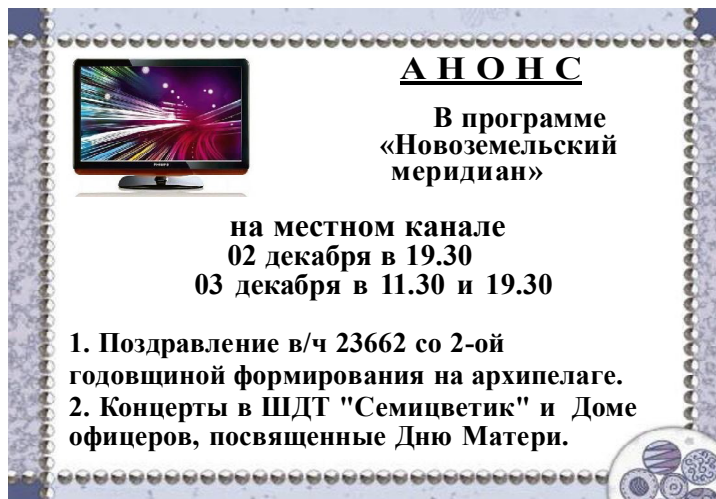 АНОНС
В программе
«Новоземельский
меридиан»
на местном канале
02 декабря в 19.30
03 декабря в 11.30 и 19.30
1. Поздравление в/ч 23662 со 2-ой
годовщиной формирования на архипелаге.
2. Концерты в ШДТ "Семицветик" и Доме
офицеров, посвященные Дню Матери.